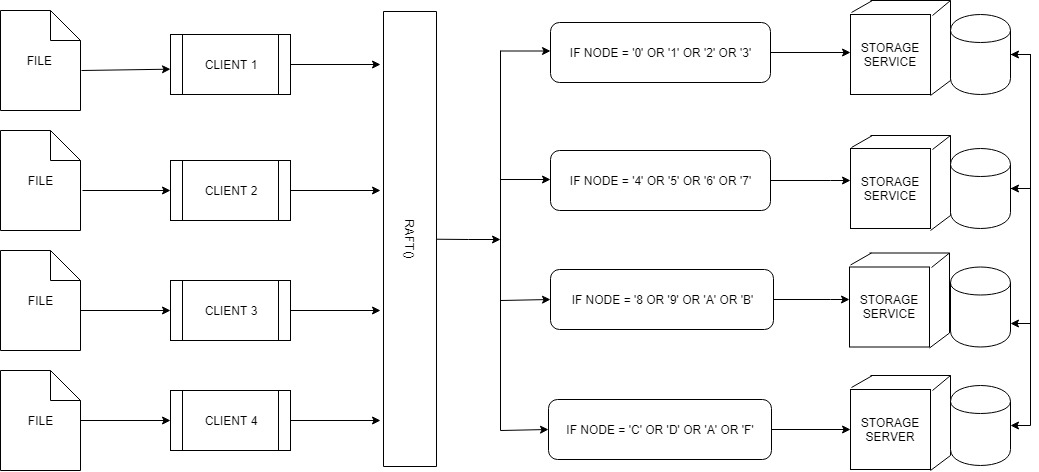 FILE
CLIENT 1
IF NODE = '0' OR '1' OR '2' OR '3'
STORAGE
SERVICE
FILE
CLIENT 2
IF NODE = '4' OR '5' OR '6' OR '7'
STORAGE
SERVICE
RAFT()
FILE
CLIENT 3
IF NODE = '8 OR '9' OR 'A' OR 'B'
STORAGE
SERVICE
FILE
CLIENT 4
IF NODE = 'C' OR 'D' OR 'A' OR 'F'
STORAGE
SERVER